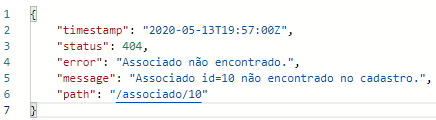 1 {
2     "timestamp": "2020-05-13T19:57:00Z",
3     "status": 404,
4     "error": "Associado não encontrado.",
5     "message": "Associado id=10 não encontrado no cadastro.",
6     "path": "/associado/10"
7 }